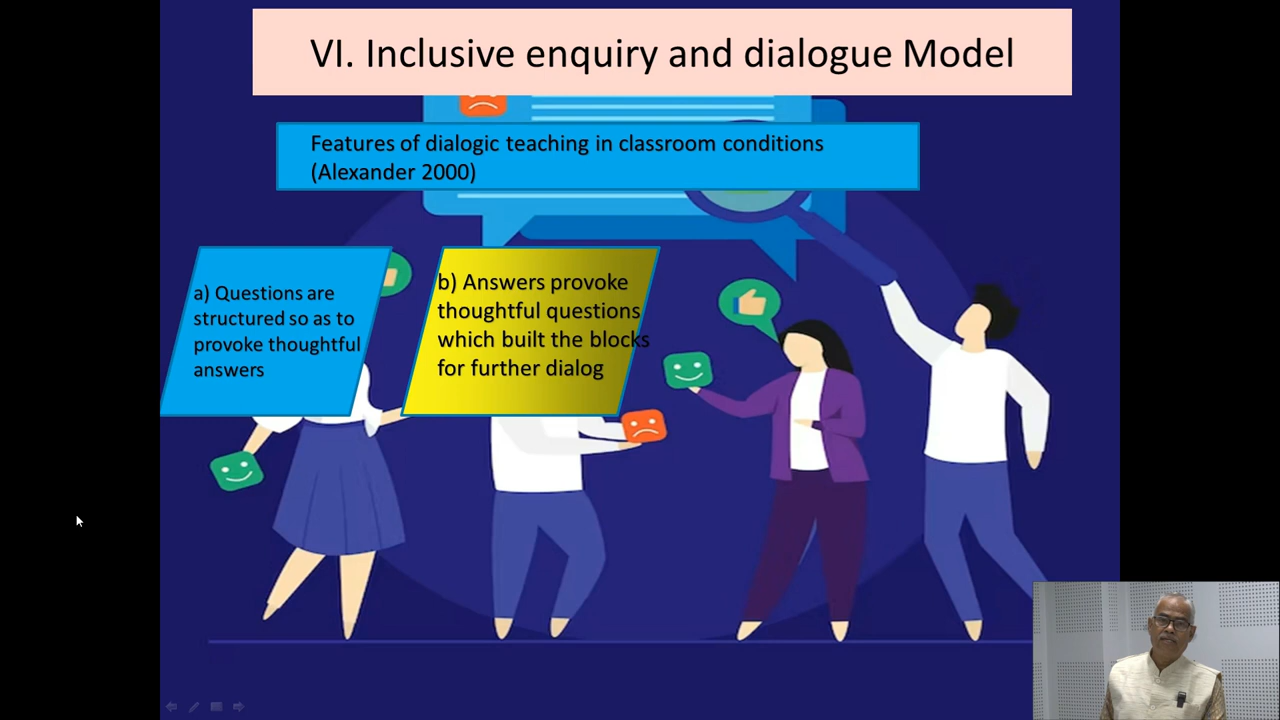 VI. Inclusive enquiry and dialogue Model
Features of dialogic teaching in classroom conditions
(Alexander 2000)
a) Questions are
structured so as to
provoke thoughtful
answers
b) Answers provoke
thoughtful questions
which built the blocks
for further dialog